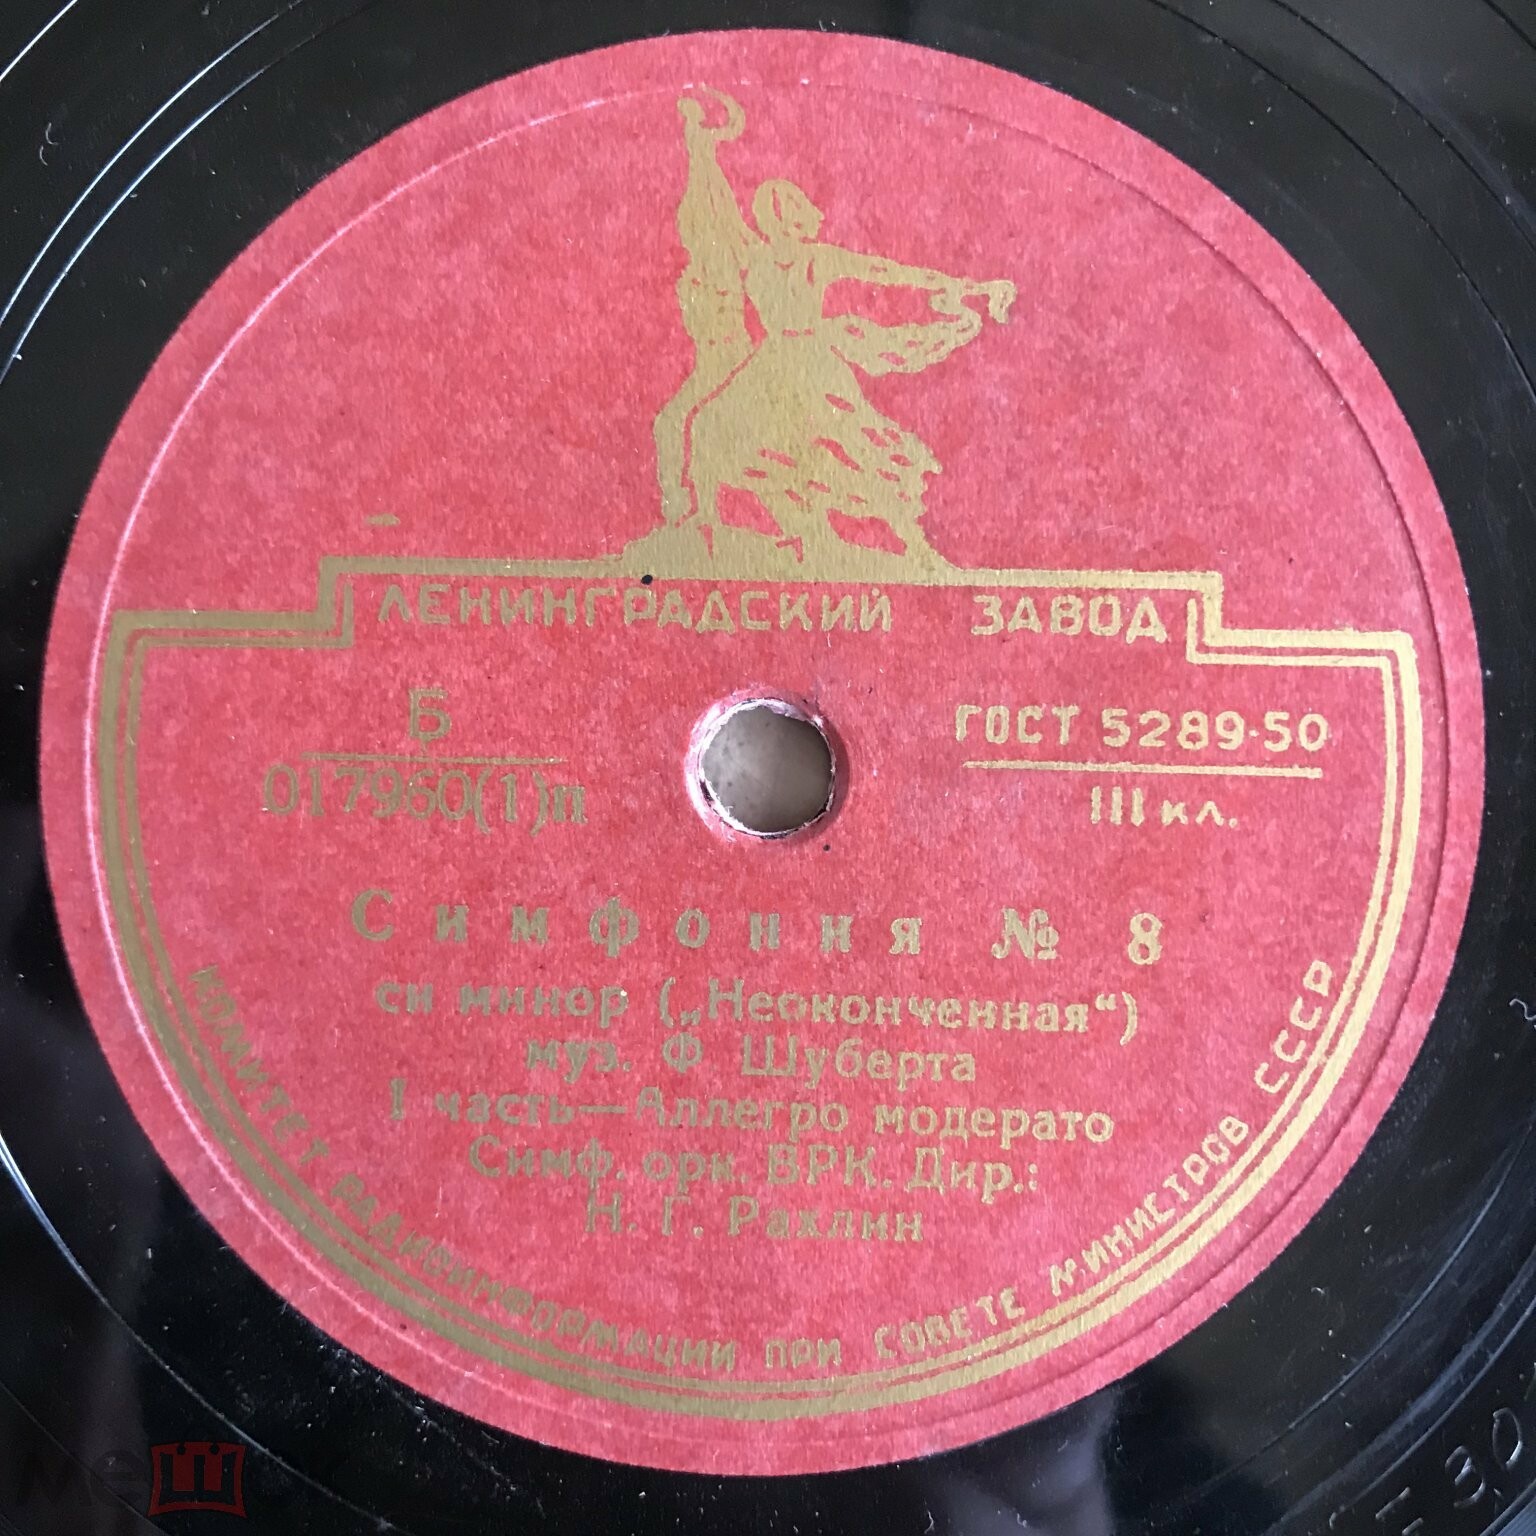 ЛЕНИНГРАДСКИЙ ЗАВОД
Б
017960(1)п
ГОСТ 5289-50
III кл.
Симфония № 8
си минор („Неоконченная“)
муз. Ф Шуберта
I часть—Аллегро модерато
Симф. орк. ВРК. Дир.:
Н. Г. Рахлин
КОМИТЕТ РАДИОИНФОРМАЦИИ ПРИ СОВЕТЕ МИНИСТРОВ СССР
меш